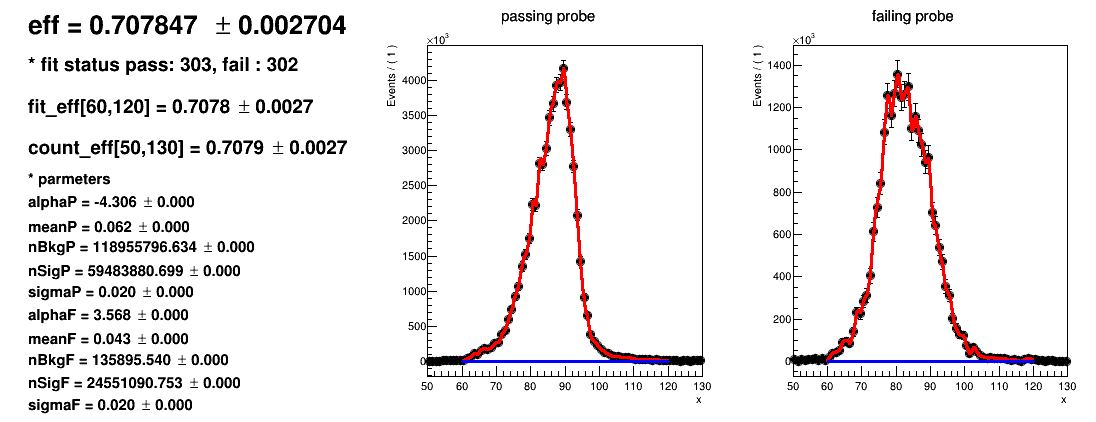 eff = 0.707847 ± 0.002704
* fit status pass: 303, fail : 302
fit_eff[60,120] = 0.7078 ± 0.0027
count_eff[50,130] = 0.7079 ± 0.0027
* parmeters
alphaP = -4.306 ± 0.000
meanP = 0.062 ± 0.000
nBkgP = 118955796.634 ± 0.000
nSigP = 59483880.699 ± 0.000
sigmaP = 0.020 ± 0.000
alphaF = 3.568 ± 0.000
meanF = 0.043 ± 0.000
nBkgF = 135895.540 ± 0.000
nSigF = 24551090.753 ± 0.000
sigmaF = 0.020 ± 0.000
passing probe
×10³
Events / ( 1 )
4000
3500
3000
2500
2000
1500
1000
500
0
50 60 70 80 90 100 110 120 130
x
failing probe
×10³
Events / ( 1 )
1400
1200
1000
800
600
400
200
0
50 60 70 80 90 100 110 120 130
x